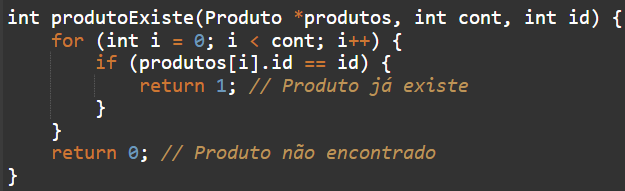 int produtoExiste(Produto *produtos, int cont, int id) {
    for (int i = 0; i < cont; i++) {
        if (produtos[i].id == id) {
            return 1; // Produto já existe
        }
    }
    return 0; // Produto não encontrado
}